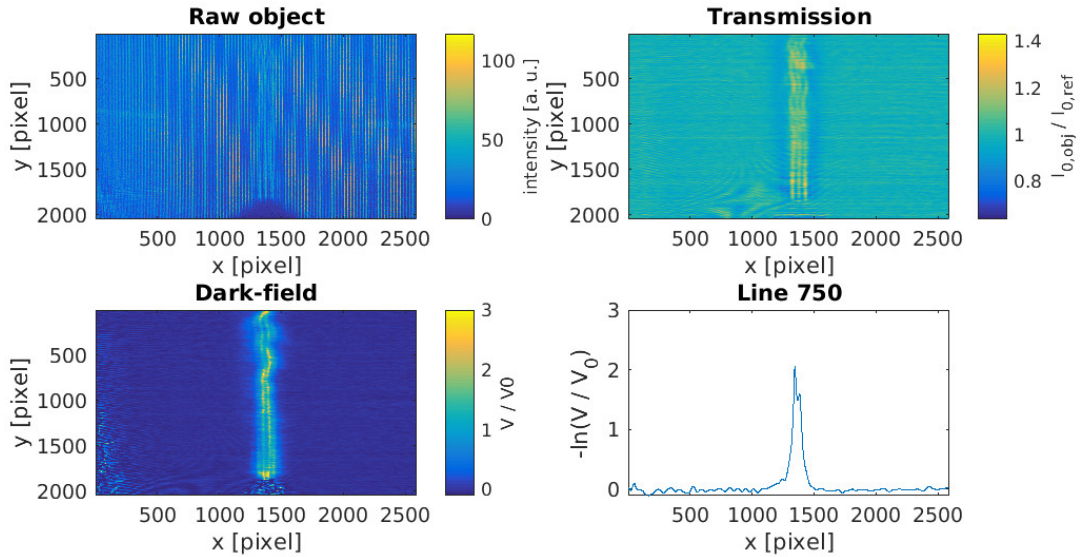 Raw object
y [pixel]
500
1000
1500
2000
500 1000 1500 2000 2500
x [pixel]
100
50
0
intensity [a. u.]
Transmission
y [pixel]
500
1000
1500
2000
500 1000 1500 2000 2500
x [pixel]
1.4
1.2
1
0.8
I0,obj / I0,ref
Dark-field
y [pixel]
500
1000
1500
2000
500 1000 1500 2000 2500
x [pixel]
3
2
1
0
V / V0
Line 750
-ln(V / V0)
3
2
1
0
500 1000 1500 2000 2500
x [pixel]